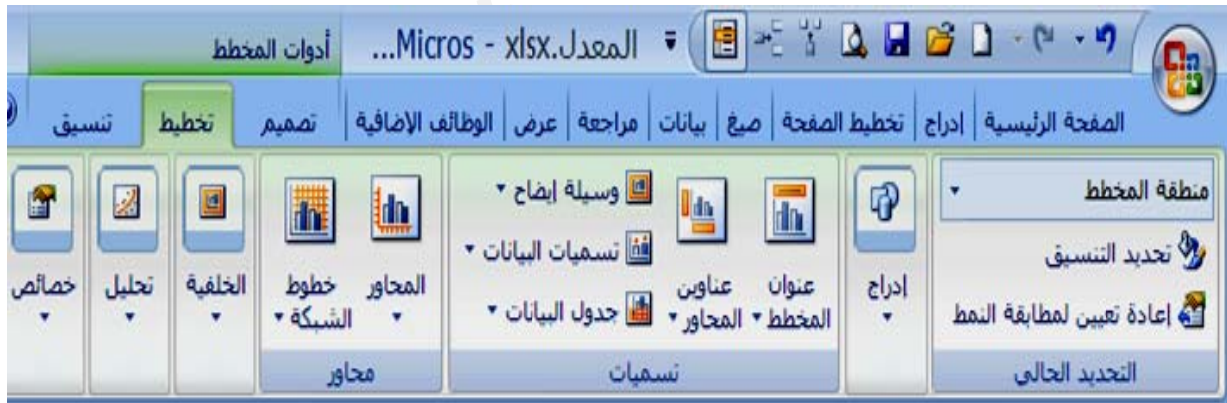 المعدل.xlsx - Micros...
أدوات المخطط
الصفحة الرئيسية
إدراج
تخطيط الصفحة
صيغ
بيانات
مراجعة
عرض
الوظائف الإضافية
تصميم
تخطيط
تنسيق
منطقة المخطط
تحديد التنسيق
إعادة تعيين لمطابقة النمط
التحديد الحالي
إدراج
عنوان
المخطط
عناوين
المحاور
وسيلة إيضاح
تسميات البيانات
جدول البيانات
تسميات
المحاور
خطوط
الشبكة
محاور
الخلفية
تحليل
خصائص